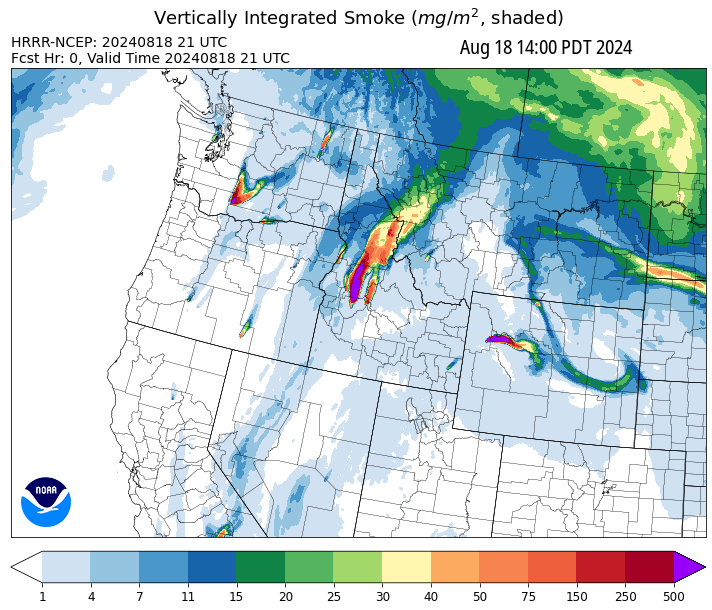 Vertically Integrated Smoke (mg/m², shaded)
HRRR-NCEP: 20240818 21 UTC
Aug 18 14:00 PDT 2024
Fcst Hr: 0, Valid Time 20240818 21 UTC
NOAA
1 4 7 11 15 20 25 30 40 50 75 150 250 500